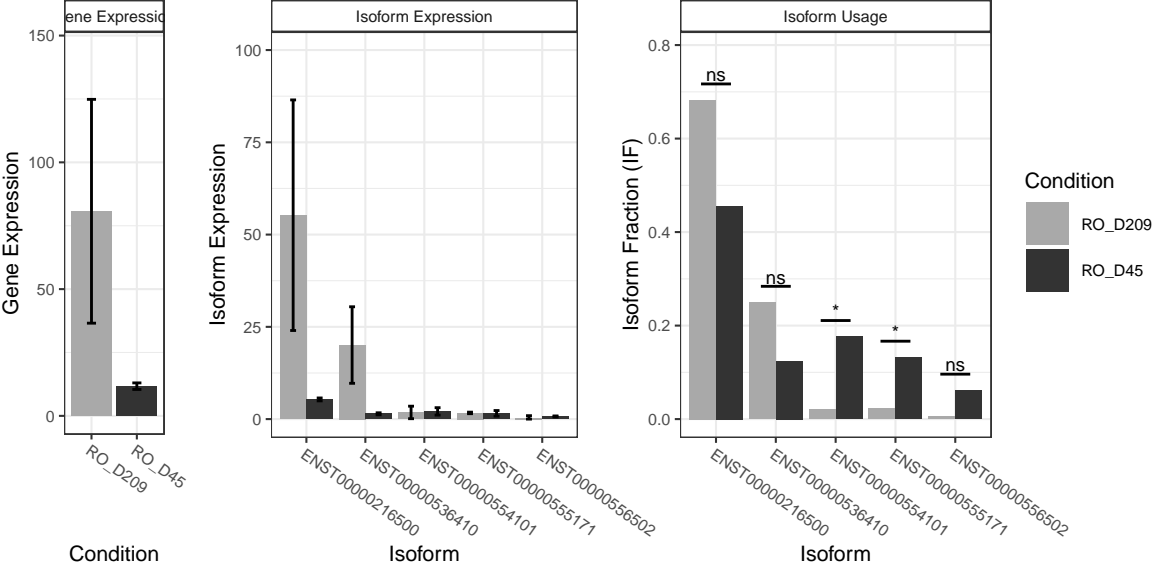 ene Expressio
Gene Expression
150
100
50
0
RO_D209
RO_D45
Condition
Isoform Expression
Isoform Expression
100
75
50
25
0
ENST00000216500
ENST00000536410
ENST00000554101
ENST00000555171
ENST00000556502
Isoform
Isoform Usage
Isoform Fraction (IF)
0.8
0.6
0.4
0.2
0.0
ns
ns
*
*
ns
ENST00000216500
ENST00000536410
ENST00000554101
ENST00000555171
ENST00000556502
Isoform
Condition
RO_D209
RO_D45